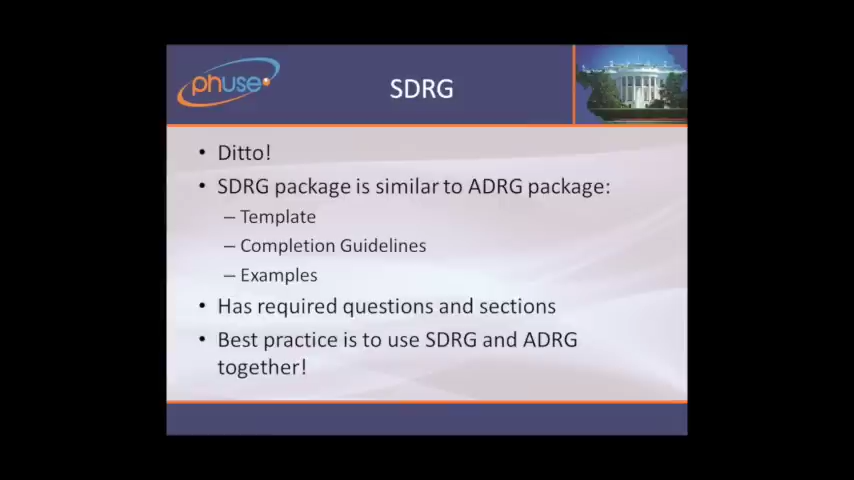 phuse
SDRG
• Ditto!
• SDRG package is similar to ADRG package:
– Template
– Completion Guidelines
– Examples
• Has required questions and sections
• Best practice is to use SDRG and ADRG
together!